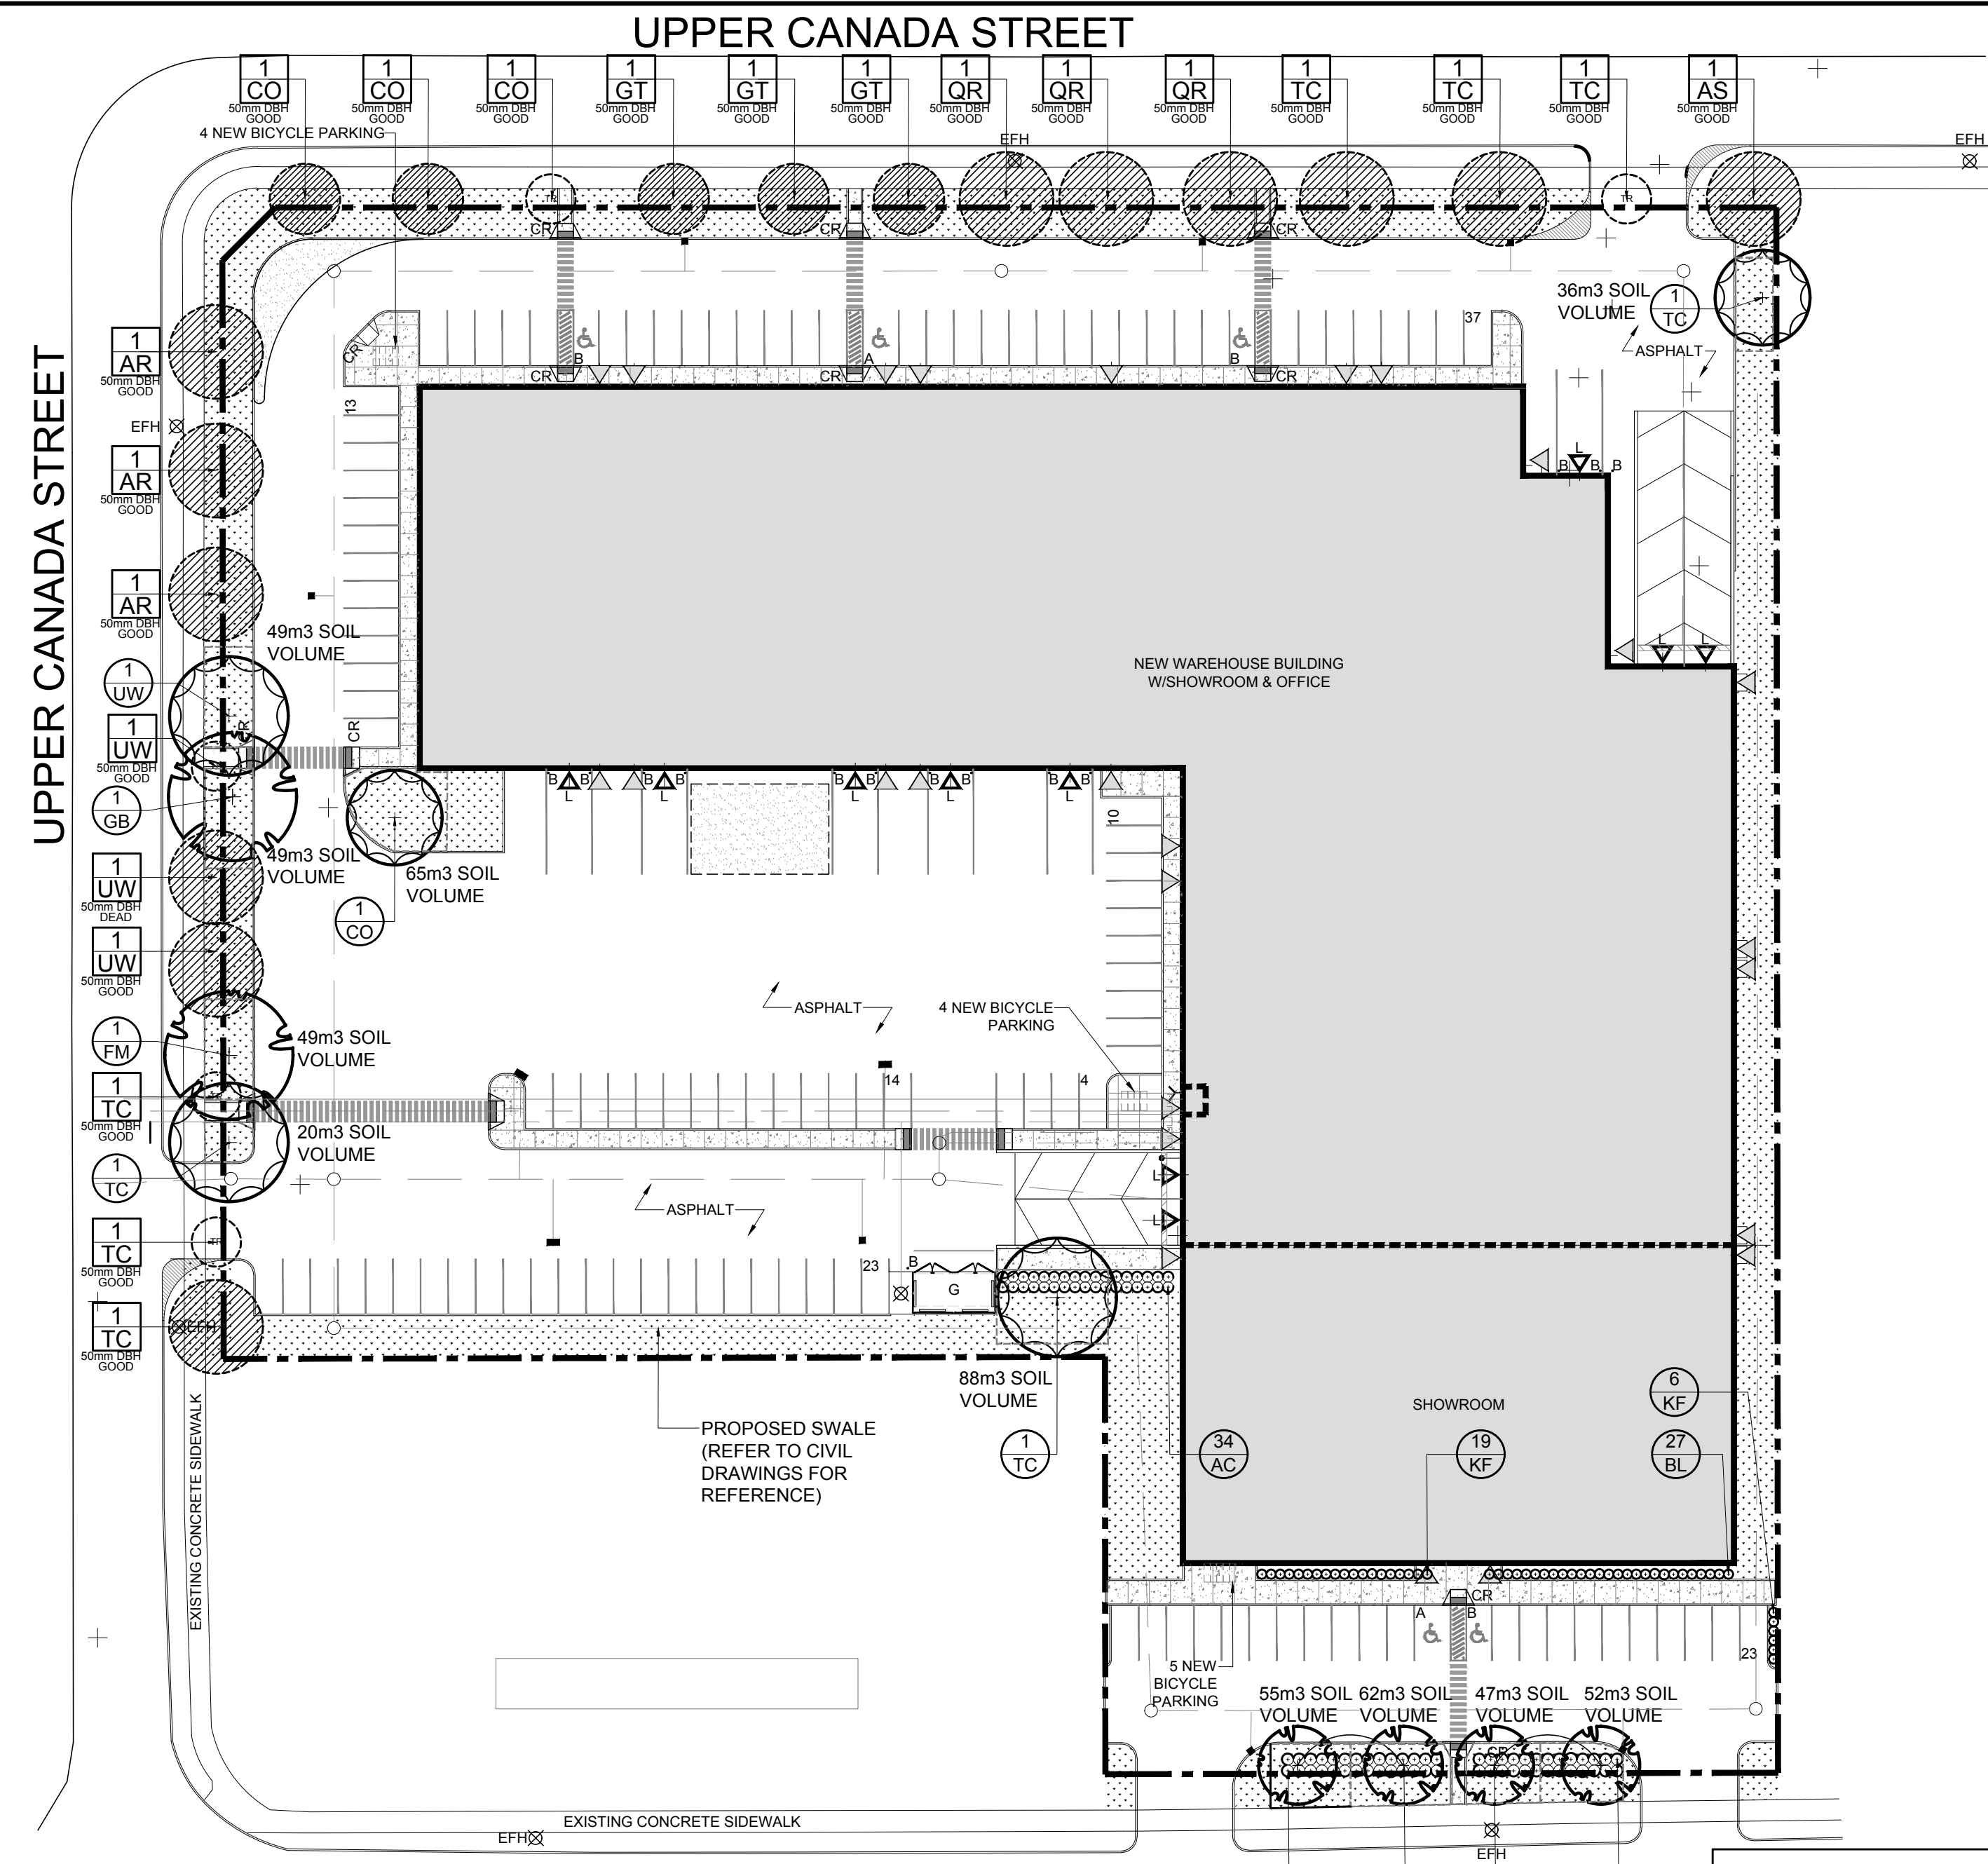 UPPER CANADA STREET
1
CO
50mm DBH
GOOD
1
CO
50mm DBH
GOOD
1
CO
50mm DBH
GOOD
1
GT
50mm DBH
GOOD
1
GT
50mm DBH
GOOD
1
GT
50mm DBH
GOOD
1
QR
50mm DBH
GOOD
1
QR
50mm DBH
GOOD
1
QR
50mm DBH
GOOD
1
TC
50mm DBH
GOOD
1
TC
50mm DBH
GOOD
1
TC
50mm DBH
GOOD
1
AS
50mm DBH
GOOD
4 NEW BICYCLE PARKING
EFH
EFH
TR
TR
CR
CR
CR
36m3 SOIL
VOLUME
1
TC
ASPHALT
37
CR
B
A
B
CR
CR
CR
UPPER CANADA STREET
1
AR
50mm DBH
GOOD
13
EFH
1
AR
50mm DBH
GOOD
L
B
B
B
1
AR
50mm DBH
GOOD
49m3 SOIL
VOLUME
L
L
NEW WAREHOUSE BUILDING
W/SHOWROOM & OFFICE
1
UW
1
UW
50mm DBH
GOOD
CR
CR
1
GB
B
B
B
B
B
B
B
B
B
B
L
L
L
L
L
10
49m3 SOIL
VOLUME
65m3 SOIL
VOLUME
1
UW
50mm DBH
DEAD
1
CO
1
UW
50mm DBH
GOOD
ASPHALT
4 NEW BICYCLE
PARKING
1
FM
49m3 SOIL
VOLUME
14
4
1
TC
50mm DBH
GOOD
20m3 SOIL
VOLUME
1
TC
L
L
ASPHALT
1
TC
50mm DBH
GOOD
TR
23
B
G
1
TC
50mm DBH
GOOD
EFH
88m3 SOIL
VOLUME
6
KF
SHOWROOM
PROPOSED SWALE
(REFER TO CIVIL
DRAWINGS FOR
REFERENCE)
1
TC
34
AC
19
KF
27
BL
EXISTING CONCRETE SIDEWALK
CR
A
B
23
5 NEW
BICYCLE
PARKING
55m3 SOIL
VOLUME
62m3 SOIL
VOLUME
47m3 SOIL
VOLUME
52m3 SOIL
VOLUME
EXISTING CONCRETE SIDEWALK
EFH
EFH